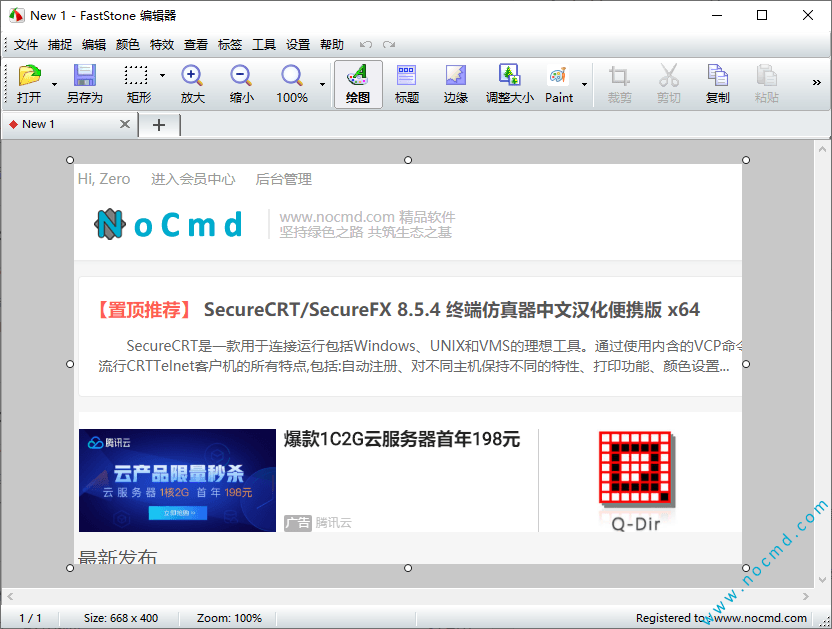 New 1 - FastStone 编辑器
文件 捕捉 编辑 颜色 特效 查看 标签 工具 设置 帮助
打开 另存为 矩形 放大 缩小 100% 绘图 标题 边缘 调整大小 Paint 裁剪 剪切 复制 粘贴
New 1
Hi, Zero 进入会员中心 后台管理
NoCmd
www.nocmd.com 精品软件
坚持绿色之路 共筑生态之基
【置顶推荐】 SecureCRT/SecureFX 8.5.4 终端仿真器中文汉化便携版 x64
SecureCRT是一款用于连接运行包括Windows、UNIX和VMS的理想工具。通过使用内含的VCP命令
流行CRTTelnet客户机的所有特点,包括:自动注册、对不同主机保持不同的特性、打印功能、颜色设置...
腾讯云
云产品限量秒杀
云服务器1核2G 首年198元
立即抢购
爆款1C2G云服务器首年198元
广告 腾讯云
Q-Dir
最新发布
www.nocmd.com
1 / 1 Size: 668 x 400 Zoom: 100% Registered to: www.nocmd.com